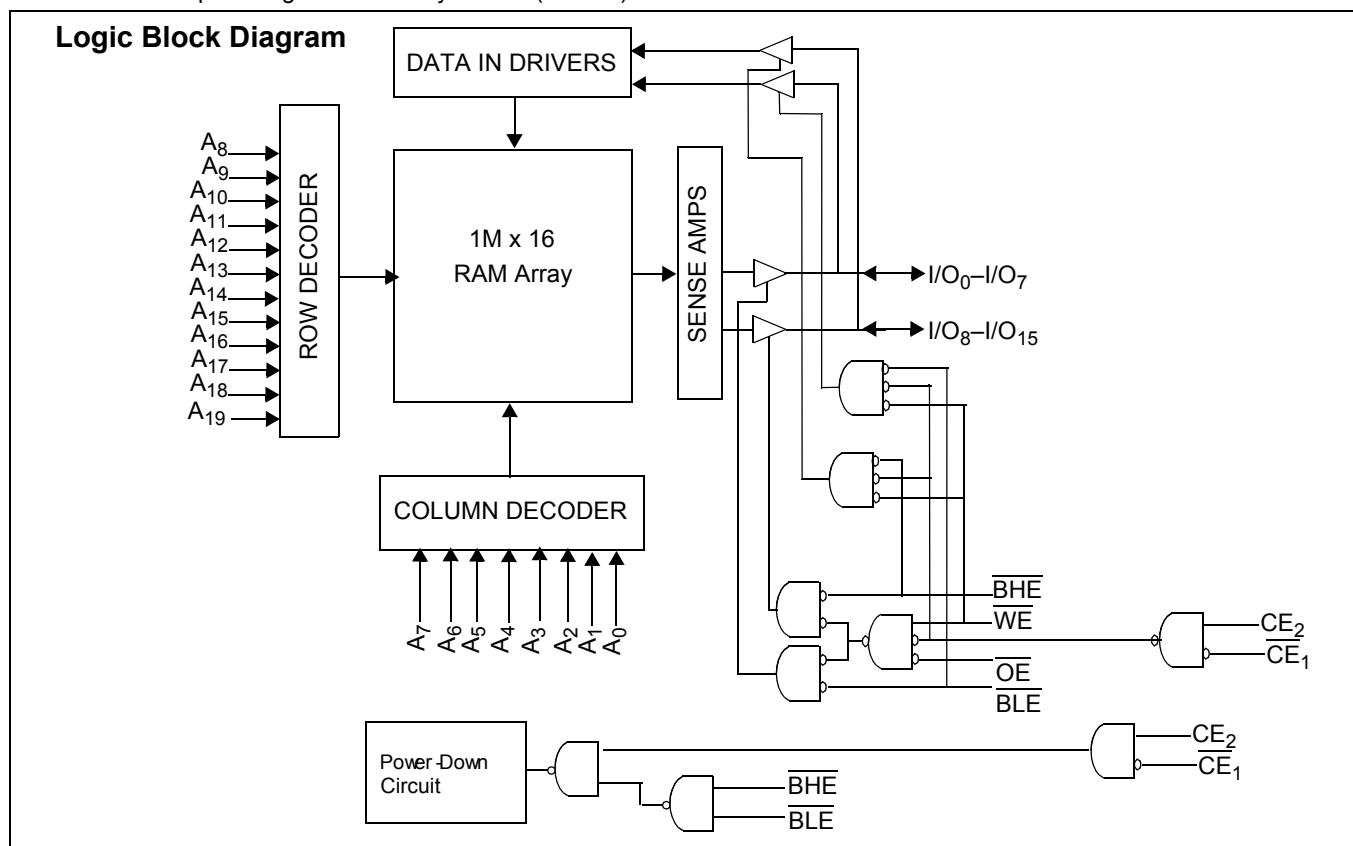 Logic Block Diagram
DATA IN DRIVERS
A8
A9
A10
A11
A12
A13
A14
A15
A16
A17
A18
A19
ROW DECODER
1M x 16
RAM Array
SENSE AMPS
I/O0–I/O7
I/O8–I/O15
COLUMN DECODER
A7
A6
A5
A4
A3
A2
A1
A0
BHE
WE
OE
BLE
CE2
CE1
Power-Down
Circuit
BHE
BLE
CE2
CE1